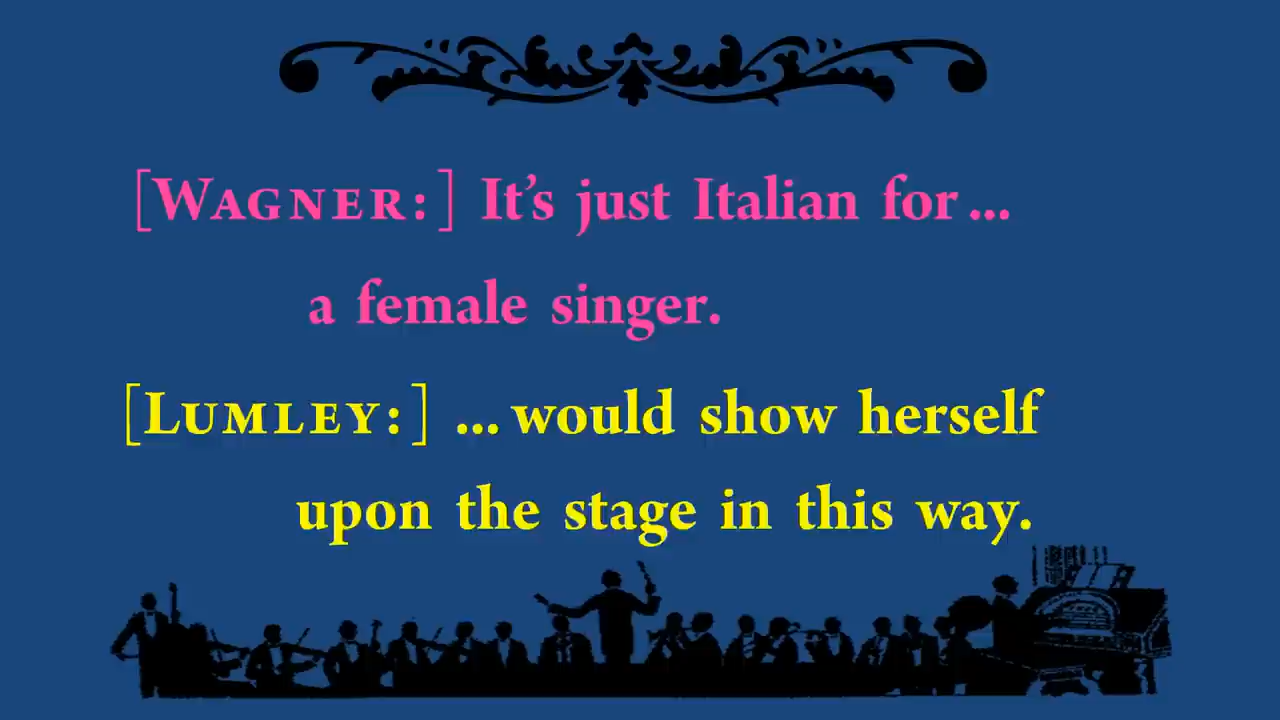 [WAGNER:] It’s just Italian for...
a female singer.
[LUMLEY:] ...would show herself
upon the stage in this way.